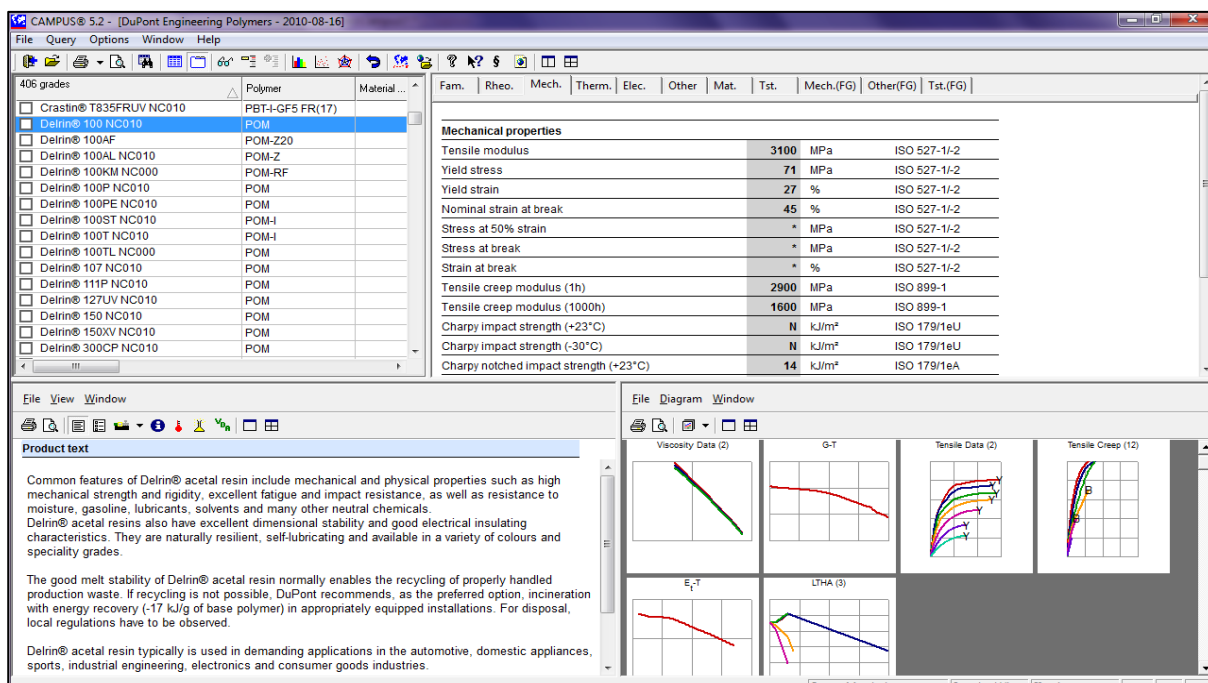 CAMPUS® 5.2 - [DuPont Engineering Polymers - 2010-08-16]
File Query Options Window Help
406 grades Polymer Material ...
Crastin® T835FRUV NC010 PBT-I-GF5 FR(17)
Delrin® 100 NC010 POM
Delrin® 100AF POM-Z20
Delrin® 100AL NC010 POM-Z
Delrin® 100KM NC000 POM-RF
Delrin® 100P NC010 POM
Delrin® 100PE NC010 POM
Delrin® 100ST NC010 POM-I
Delrin® 100T NC010 POM-I
Delrin® 100TL NC000 POM
Delrin® 107 NC010 POM
Delrin® 111P NC010 POM
Delrin® 127UV NC010 POM
Delrin® 150 NC010 POM
Delrin® 150XV NC010 POM
Delrin® 300CP NC010 POM
Fam. Rheo. Mech. Therm. Elec. Other Mat. Tst. Mech.(FG) Other(FG) Tst.(FG)
Mechanical properties
Tensile modulus 3100 MPa ISO 527-1/-2
Yield stress 71 MPa ISO 527-1/-2
Yield strain 27 % ISO 527-1/-2
Nominal strain at break 45 % ISO 527-1/-2
Stress at 50% strain * MPa ISO 527-1/-2
Stress at break * MPa ISO 527-1/-2
Strain at break * % ISO 527-1/-2
Tensile creep modulus (1h) 2900 MPa ISO 899-1
Tensile creep modulus (1000h) 1600 MPa ISO 899-1
Charpy impact strength (+23°C) N kJ/m² ISO 179/1eU
Charpy impact strength (-30°C) N kJ/m² ISO 179/1eU
Charpy notched impact strength (+23°C) 14 kJ/m² ISO 179/1eA
File View Window
Product text
Common features of Delrin® acetal resin include mechanical and physical properties such as high
mechanical strength and rigidity, excellent fatigue and impact resistance, as well as resistance to
moisture, gasoline, lubricants, solvents and many other neutral chemicals.
Delrin® acetal resins also have excellent dimensional stability and good electrical insulating
characteristics. They are naturally resilient, self-lubricating and available in a variety of colours and
speciality grades.
The good melt stability of Delrin® acetal resin normally enables the recycling of properly handled
production waste. If recycling is not possible, DuPont recommends, as the preferred option, incineration
with energy recovery (-17 kJ/g of base polymer) in appropriately equipped installations. For disposal,
local regulations have to be observed.
Delrin® acetal resin typically is used in demanding applications in the automotive, domestic appliances,
sports, industrial engineering, electronics and consumer goods industries.
File Diagram Window
Viscosity Data (2) G-T Tensile Data (2) Tensile Creep (12)
Y
Y
Y
Y
Y
Y
Y
B
B
Et-T LTHA (3)